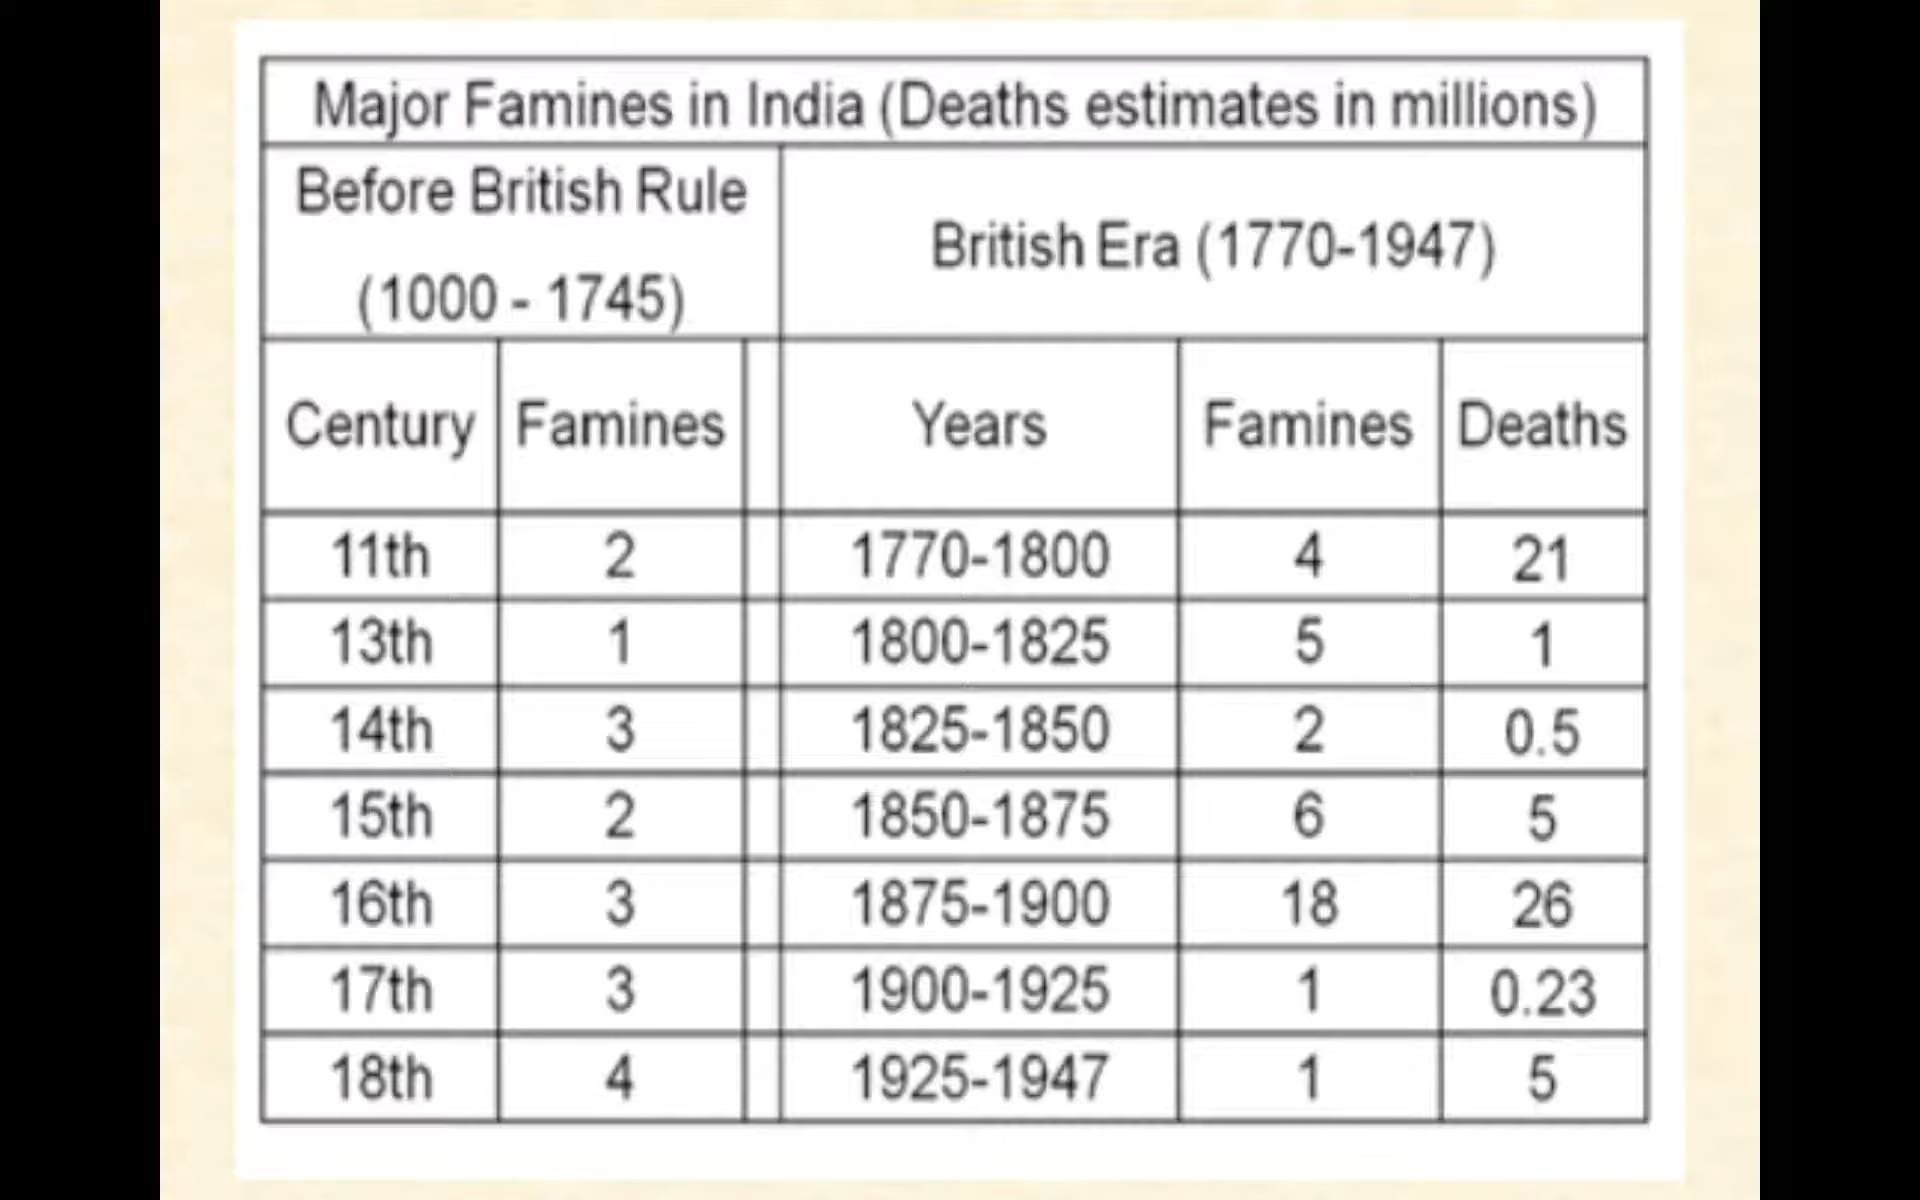 Major Famines in India (Deaths estimates in millions)
Before British Rule
(1000 - 1745)
British Era (1770-1947)
Century Famines Years Famines Deaths
11th 2 1770-1800 4 21
13th 1 1800-1825 5 1
14th 3 1825-1850 2 0.5
15th 2 1850-1875 6 5
16th 3 1875-1900 18 26
17th 3 1900-1925 1 0.23
18th 4 1925-1947 1 5